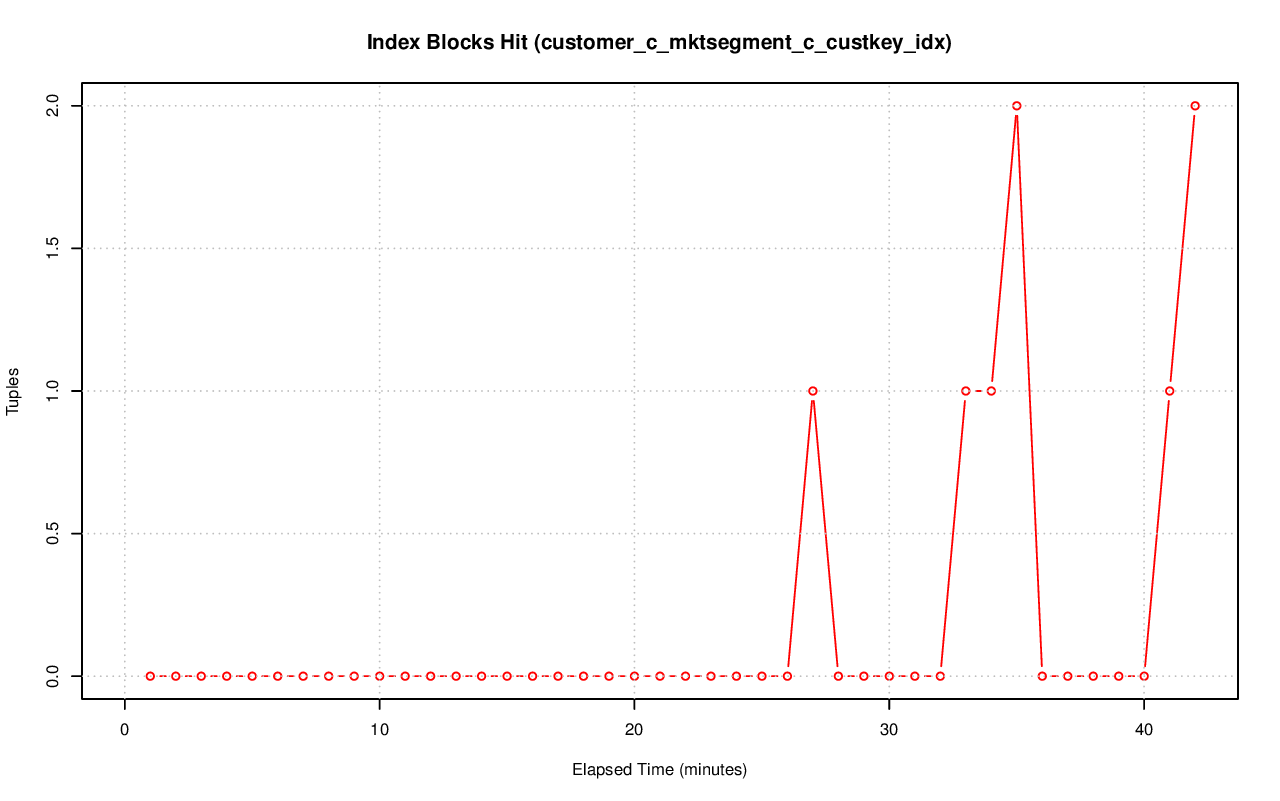 Index Blocks Hit (customer_c_mktsegment_c_custkey_idx)
2.0
1.5
1.0
0.5
0.0
Tuples
0 10 20 30 40
Elapsed Time (minutes)